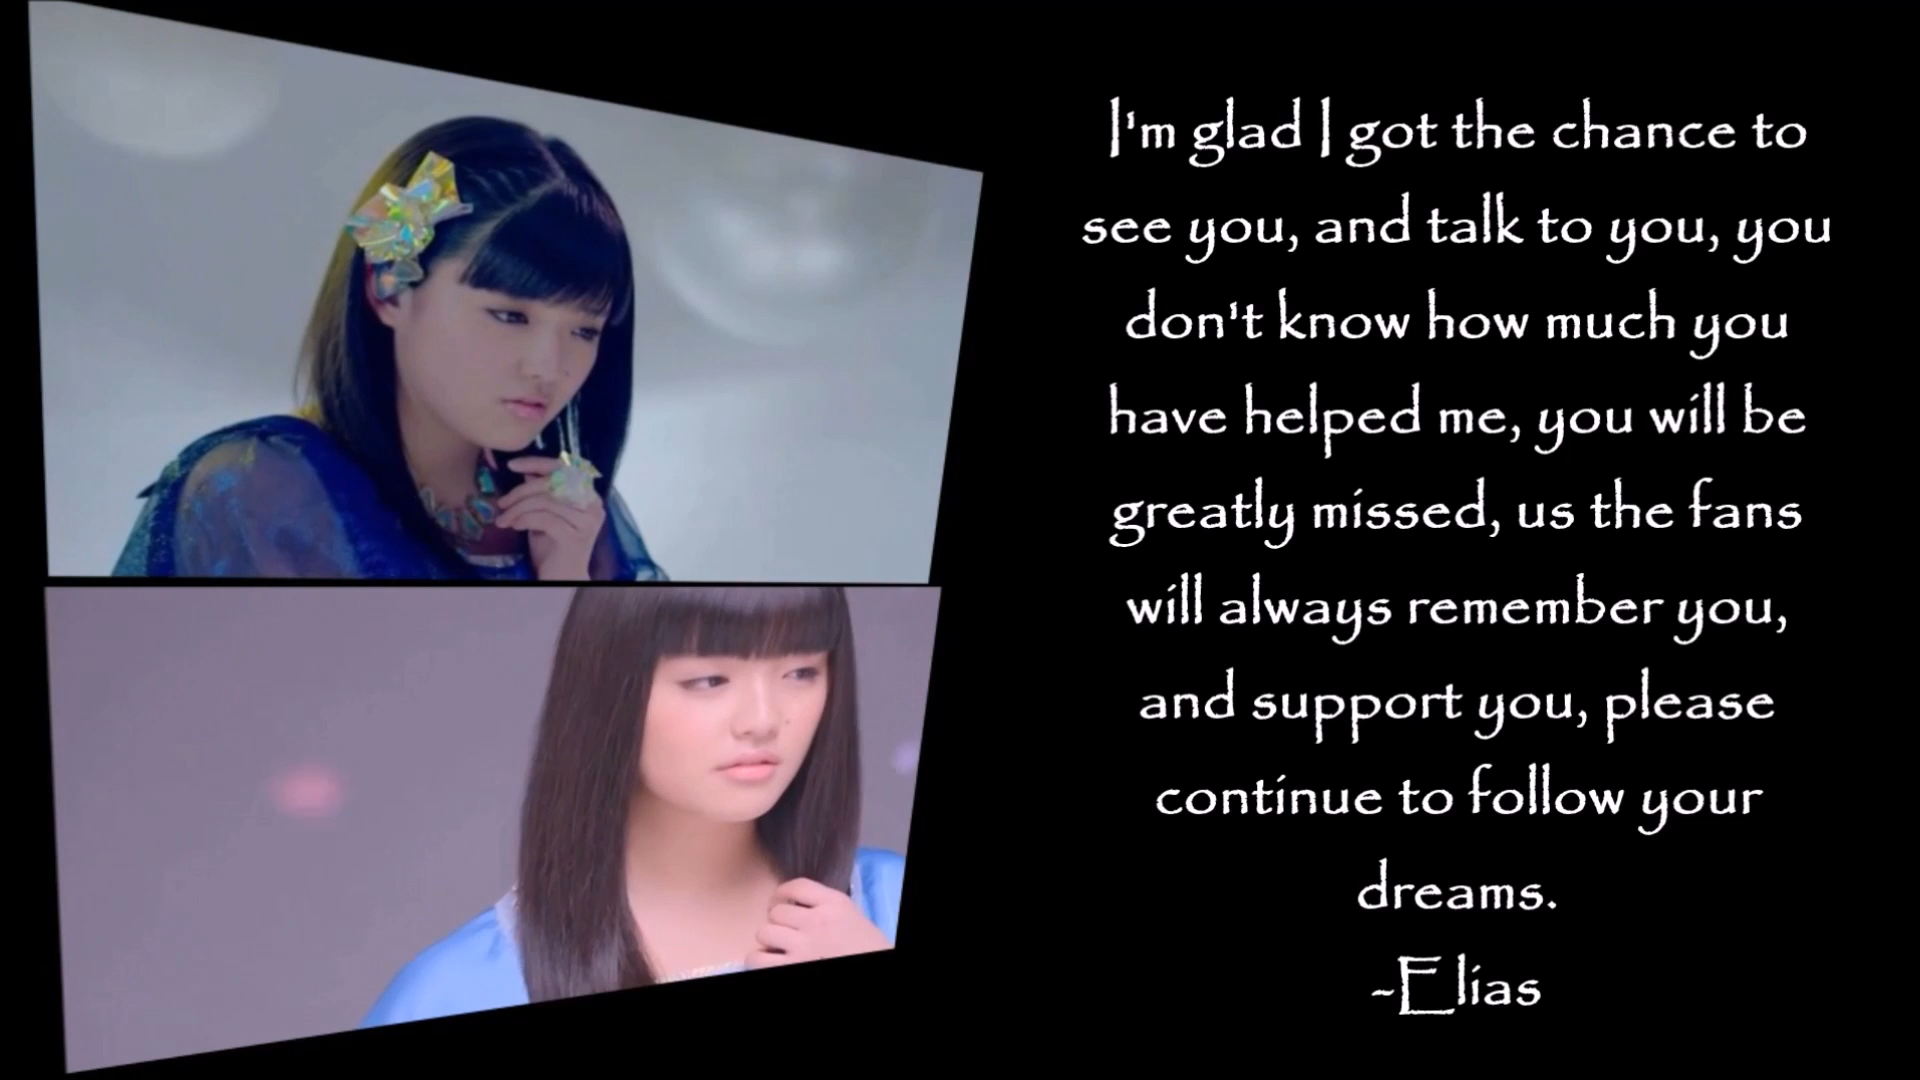 I'm glad I got the chance to
see you, and talk to you, you
don't know how much you
have helped me, you will be
greatly missed, us the fans
will always remember you,
and support you, please
continue to follow your
dreams.
-Elias